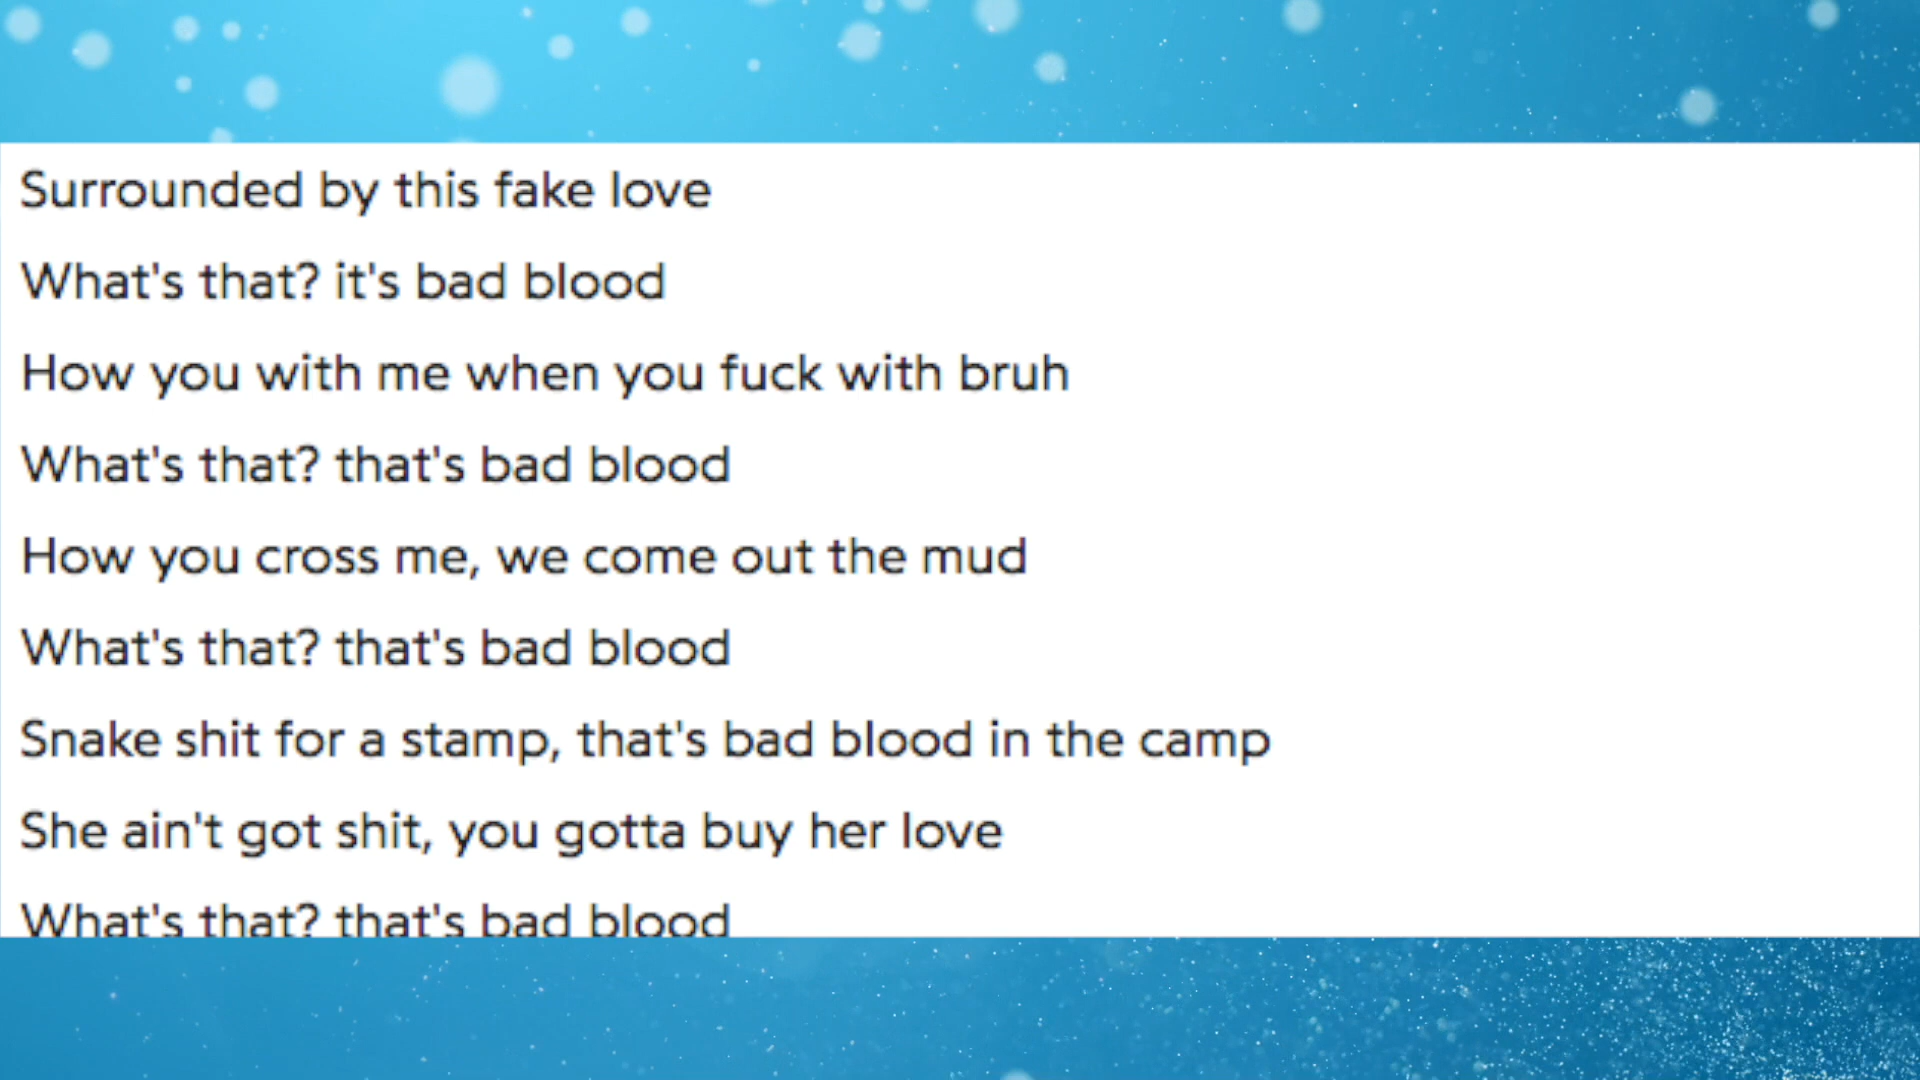 Surrounded by this fake love
What's that? it's bad blood
How you with me when you fuck with bruh
What's that? that's bad blood
How you cross me, we come out the mud
What's that? that's bad blood
Snake shit for a stamp, that's bad blood in the camp
She ain't got shit, you gotta buy her love
What's that? that's bad blood